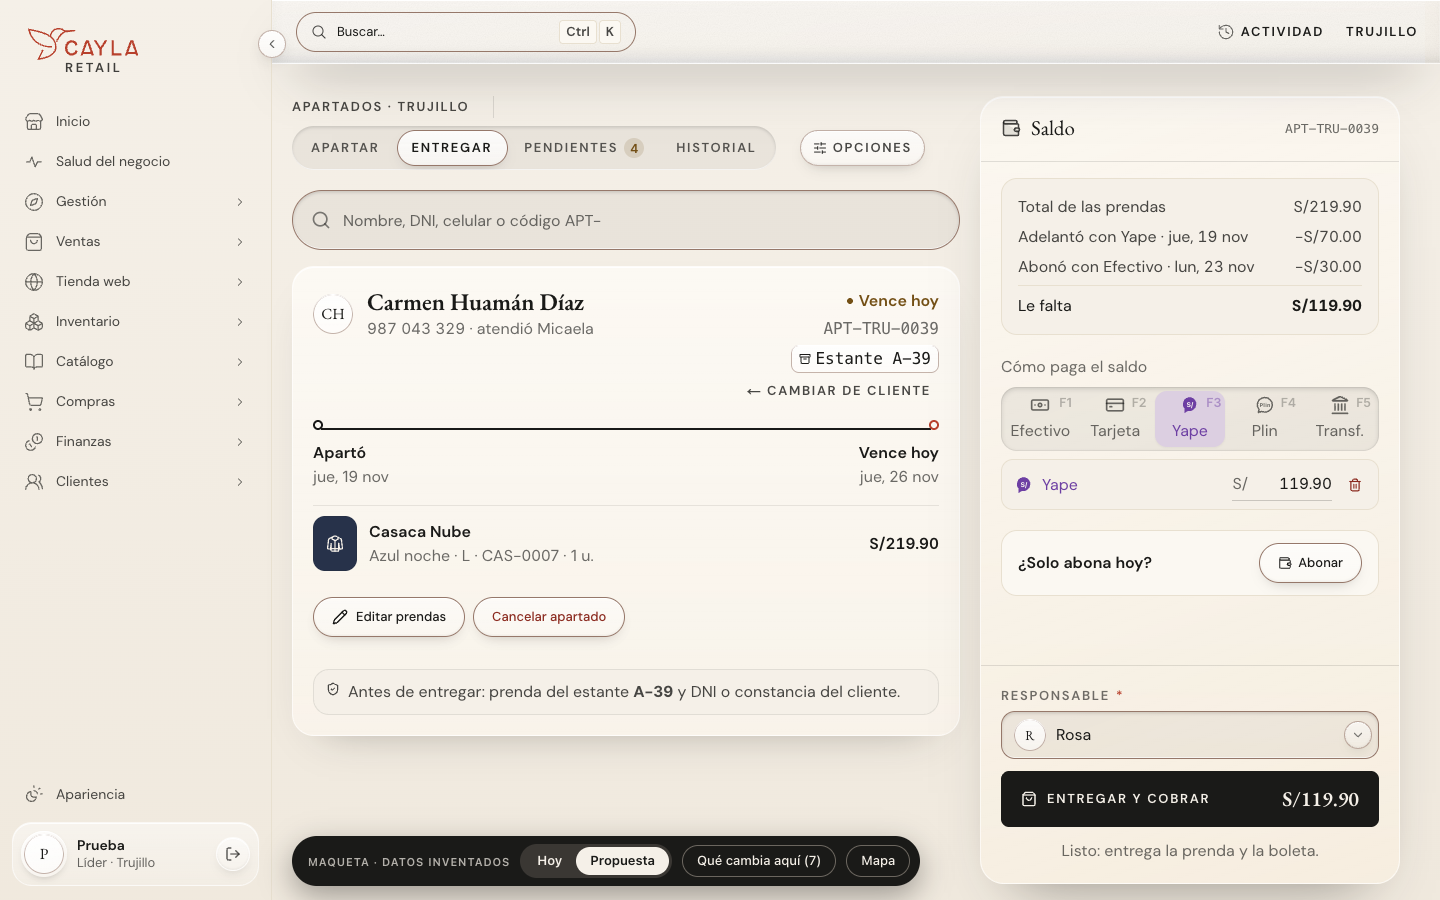 CAYLA
RETAIL
Inicio
Salud del negocio
Gestión
Ventas
Tienda web
Inventario
Catálogo
Compras
Finanzas
Clientes
Apariencia
P
Prueba
Líder · Trujillo
Buscar...
Ctrl K
ACTIVIDAD
TRUJILLO
APARTADOS · TRUJILLO
APARTAR
ENTREGAR
PENDIENTES 4
HISTORIAL
OPCIONES
Nombre, DNI, celular o código APT-
CH
Carmen Huamán Díaz
987 043 329 · atendió Micaela
• Vence hoy
APT-TRU-0039
Estante A-39
← CAMBIAR DE CLIENTE
Apartó
jue, 19 nov
Vence hoy
jue, 26 nov
Casaca Nube
Azul noche · L · CAS-0007 · 1 u.
S/219.90
Editar prendas
Cancelar apartado
Antes de entregar: prenda del estante A-39 y DNI o constancia del cliente.
MAQUETA · DATOS INVENTADOS
Hoy
Propuesta
Qué cambia aquí (7)
Mapa
Saldo
APT-TRU-0039
Total de las prendas S/219.90
Adelantó con Yape · jue, 19 nov −S/70.00
Abonó con Efectivo · lun, 23 nov −S/30.00
Le falta S/119.90
Cómo paga el saldo
F1 Efectivo
F2 Tarjeta
S/ F3 Yape
Plin F4 Plin
F5 Transf.
S/ Yape S/ 119.90
¿Solo abona hoy?
Abonar
RESPONSABLE *
R Rosa
ENTREGAR Y COBRAR S/119.90
Listo: entrega la prenda y la boleta.